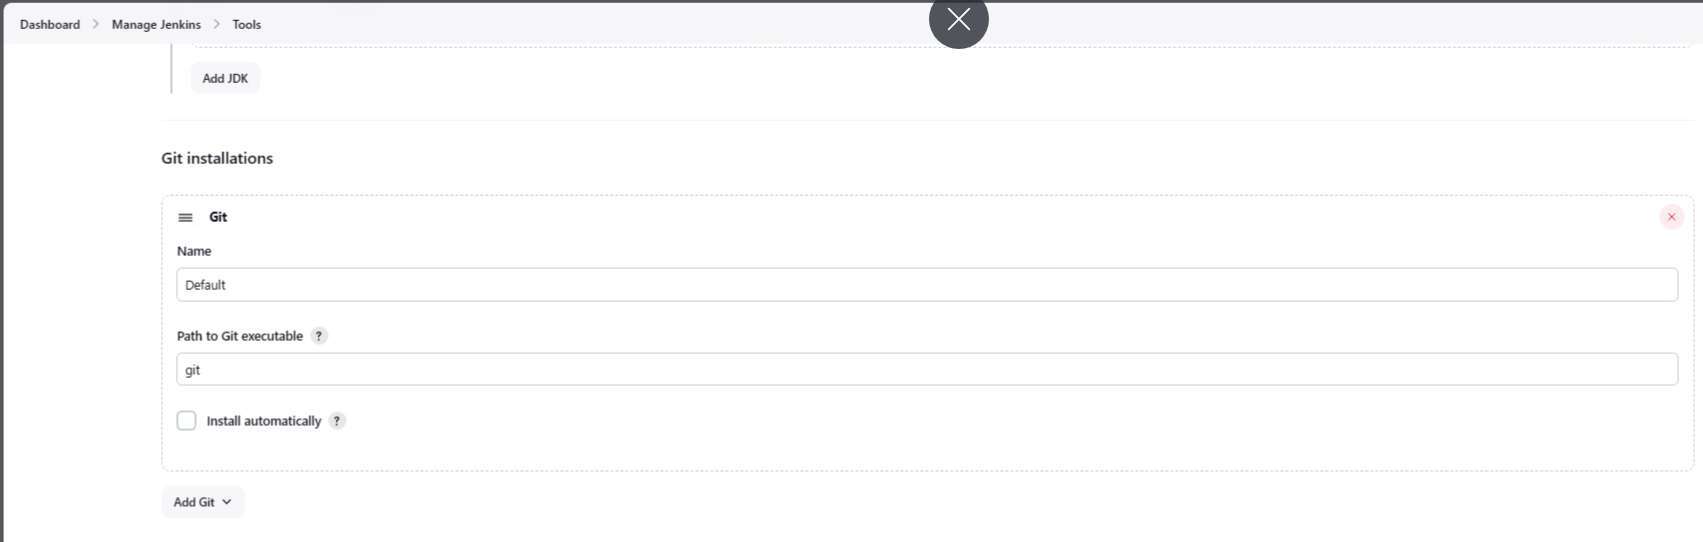 Dashboard > Manage Jenkins > Tools
Add JDK
Git installations
Git
Name
Default
Path to Git executable ?
git
Install automatically ?
Add Git